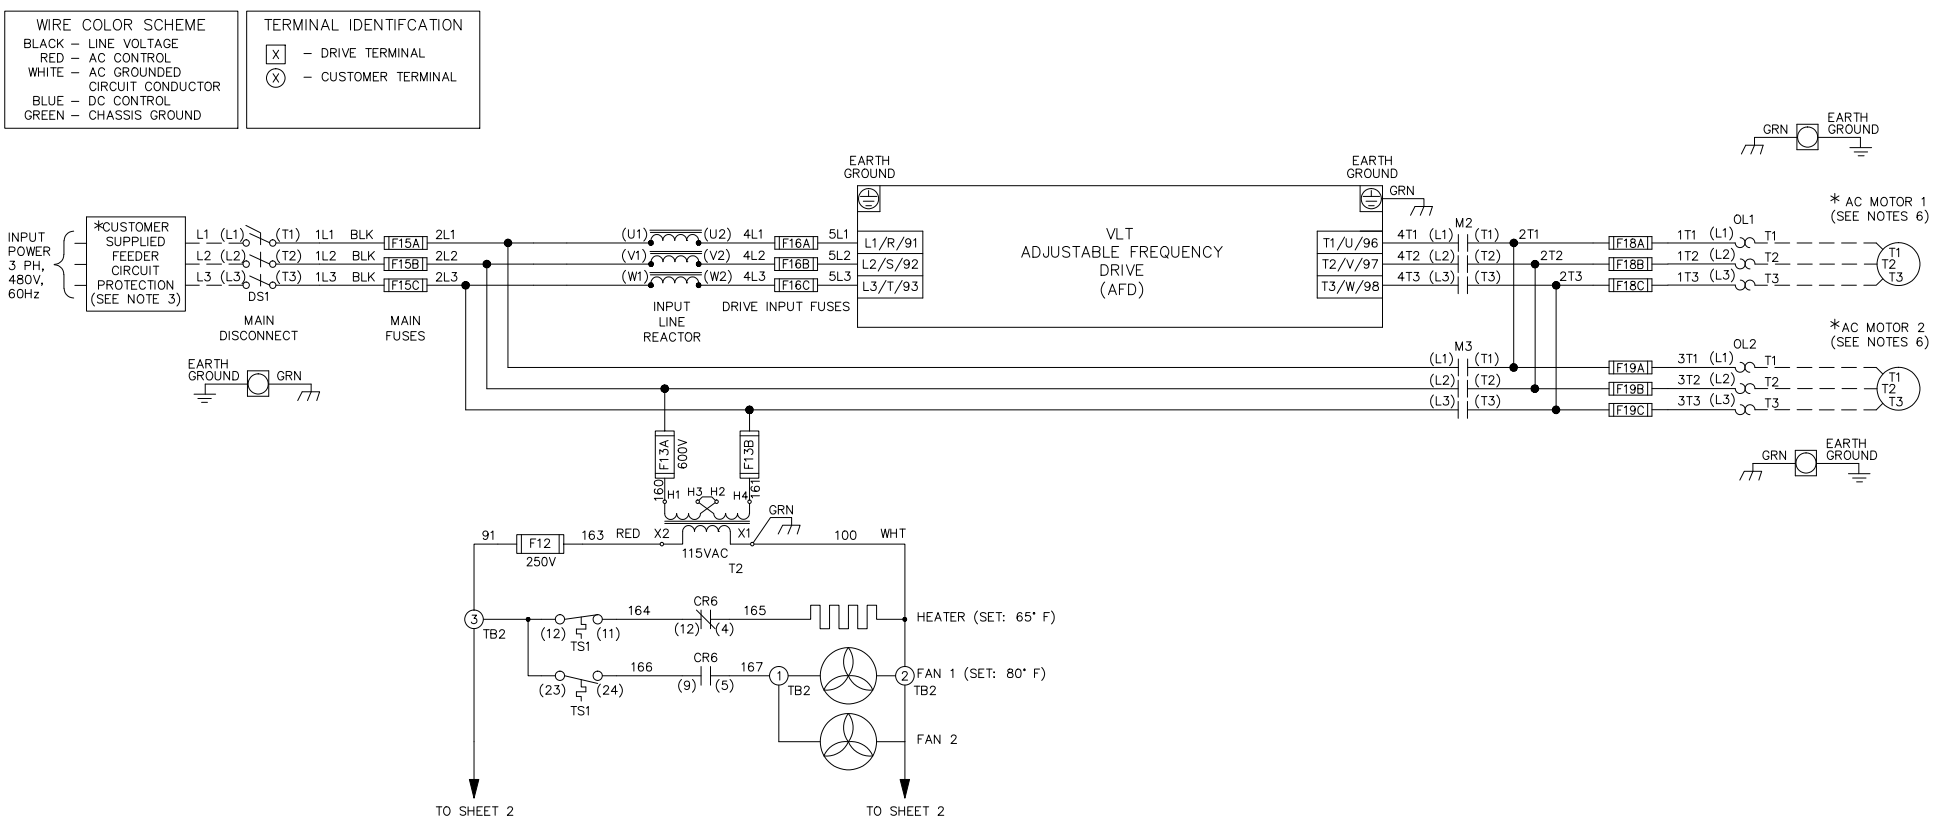 WIRE COLOR SCHEME
BLACK – LINE VOLTAGE
RED – AC CONTROL
WHITE – AC GROUNDED
CIRCUIT CONDUCTOR
BLUE – DC CONTROL
GREEN – CHASSIS GROUND
TERMINAL IDENTIFCATION
X – DRIVE TERMINAL
X – CUSTOMER TERMINAL
GRN EARTH
GROUND
EARTH
GROUND
EARTH
GROUND
GRN
* AC MOTOR 1
(SEE NOTES 6)
INPUT
POWER
3 PH,
480V,
60Hz
*CUSTOMER
SUPPLIED
FEEDER
CIRCUIT
PROTECTION
(SEE NOTE 3)
L1 (L1) (T1) 1L1 BLK F15A 2L1 (U1) (U2) 4L1 F16A 5L1 L1/R/91
L2 (L2) (T2) 1L2 BLK F15B 2L2 (V1) (V2) 4L2 F16B 5L2 L2/S/92
L3 (L3) (T3) 1L3 BLK F15C 2L3 (W1) (W2) 4L3 F16C 5L3 L3/T/93
DS1
MAIN
DISCONNECT
MAIN
FUSES
INPUT
LINE
REACTOR
DRIVE INPUT FUSES
VLT
ADJUSTABLE FREQUENCY
DRIVE
(AFD)
M2 OL1
T1/U/96 4T1 (L1) (T1) 2T1 F18A 1T1 (L1) T1 T1
T2/V/97 4T2 (L2) (T2) 2T2 F18B 1T2 (L2) T2 T2
T3/W/98 4T3 (L3) (T3) 2T3 F18C 1T3 (L3) T3 T3
* AC MOTOR 2
(SEE NOTES 6)
M3 OL2
(L1) (T1) F19A 3T1 (L1) T1 T1
(L2) (T2) F19B 3T2 (L2) T2 T2
(L3) (T3) F19C 3T3 (L3) T3 T3
EARTH
GROUND GRN
GRN EARTH
GROUND
F13A
600V
F13B
160 161
H1 H3 H2 H4
GRN
91 F12 163 RED X2 X1 100 WHT
250V
115VAC
T2
3 TB2
164 CR6 165
(12) (11) (12) (4)
TS1
HEATER (SET: 65° F)
166 CR6 167
(23) (24) (9) (5)
TS1
1 TB2
2 TB2
FAN 1 (SET: 80° F)
FAN 2
TO SHEET 2
TO SHEET 2